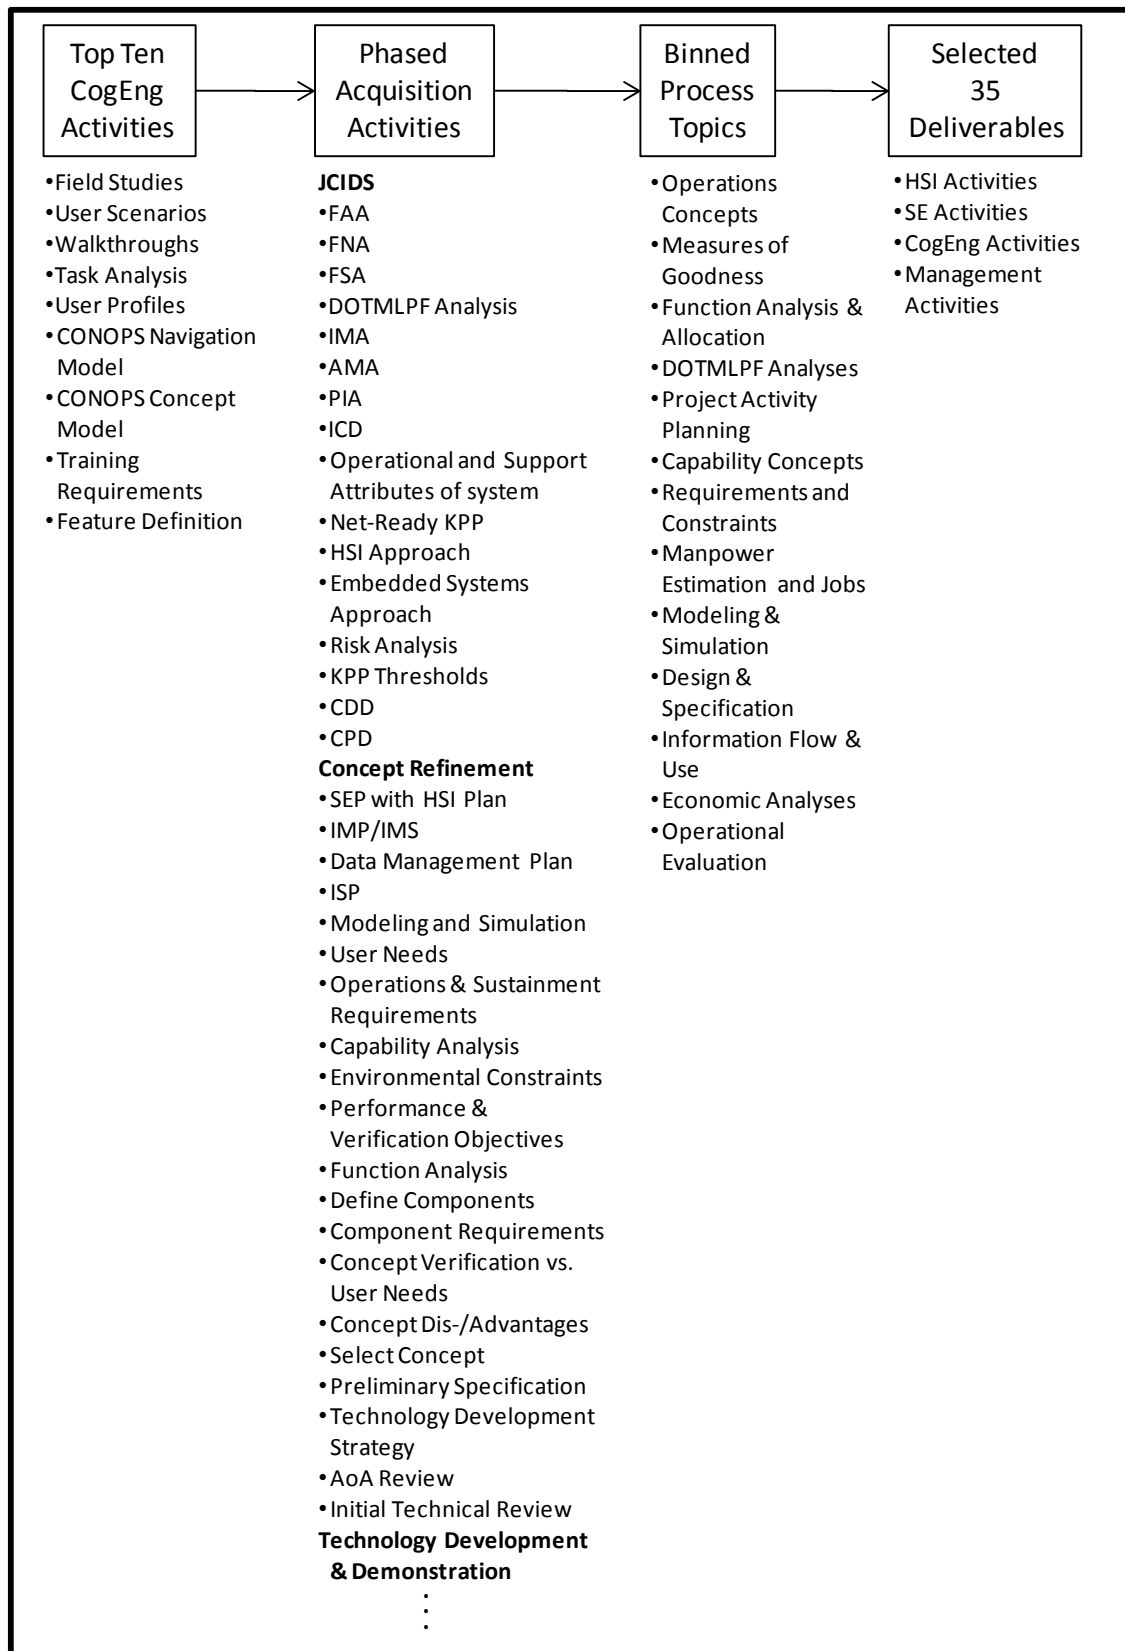 Top Ten
CogEng
Activities
•Field Studies
•User Scenarios
•Walkthroughs
•Task Analysis
•User Profiles
•CONOPS Navigation
Model
•CONOPS Concept
Model
•Training
Requirements
•Feature Definition
Phased
Acquisition
Activities
JCIDS
•FAA
•FNA
•FSA
•DOTMLPF Analysis
•IMA
•AMA
•PIA
•ICD
•Operational and Support
Attributes of system
•Net-Ready KPP
•HSI Approach
•Embedded Systems
Approach
•Risk Analysis
•KPP Thresholds
•CDD
•CPD
Concept Refinement
•SEP with HSI Plan
•IMP/IMS
•Data Management Plan
•ISP
•Modeling and Simulation
•User Needs
•Operations & Sustainment
Requirements
•Capability Analysis
•Environmental Constraints
•Performance &
Verification Objectives
•Function Analysis
•Define Components
•Component Requirements
•Concept Verification vs.
User Needs
•Concept Dis-/Advantages
•Select Concept
•Preliminary Specification
•Technology Development
Strategy
•AoA Review
•Initial Technical Review
Technology Development
& Demonstration
.
.
.
Binned
Process
Topics
•Operations
Concepts
•Measures of
Goodness
•Function Analysis &
Allocation
•DOTMLPF Analyses
•Project Activity
Planning
•Capability Concepts
•Requirements and
Constraints
•Manpower
Estimation and Jobs
•Modeling &
Simulation
•Design &
Specification
•Information Flow &
Use
•Economic Analyses
•Operational
Evaluation
Selected
35
Deliverables
•HSI Activities
•SE Activities
•CogEng Activities
•Management
Activities